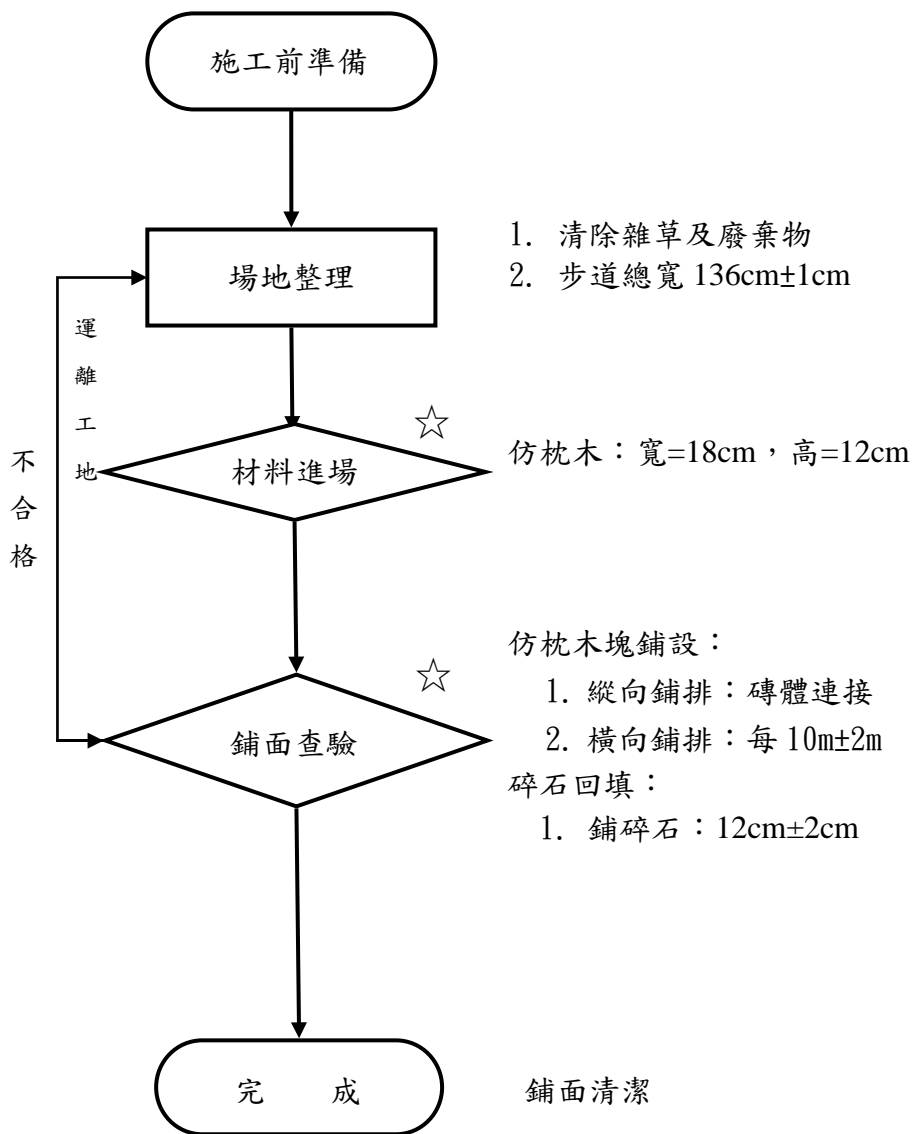 施工前準備
場地整理
1. 清除雜草及廢棄物
2. 步道總寬 136cm±1cm
運離工地
不合格
☆
材料進場
仿枕木：寬=18cm，高=12cm
☆
鋪面查驗
仿枕木塊鋪設：
1. 縱向鋪排：磚體連接
2. 橫向鋪排：每 10m±2m
碎石回填：
1. 鋪碎石：12cm±2cm
完 成
鋪面清潔